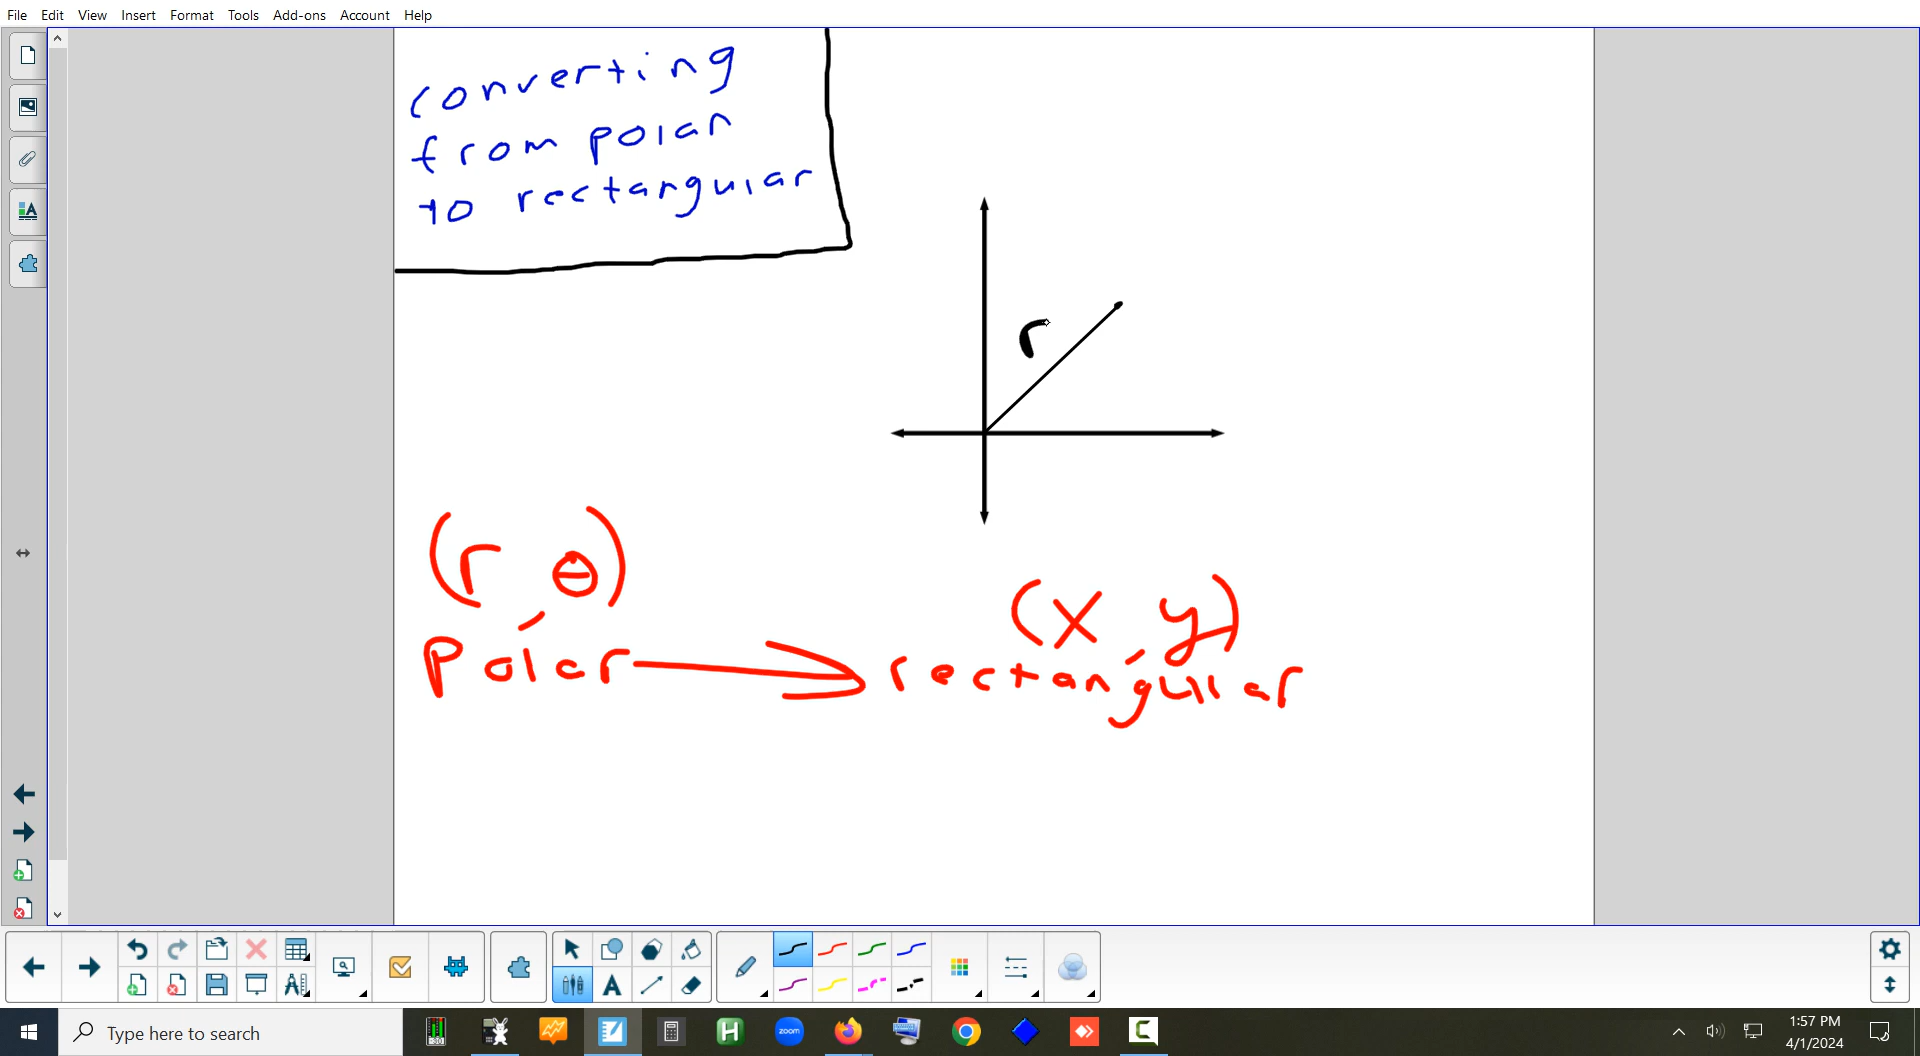 File Edit View Insert Format Tools Add-ons Account Help
converting
from polar
to rectangular
r
(r, θ)
polar
(x, y)
rectangular
Type here to search
zoom
1:57 PM
4/1/2024